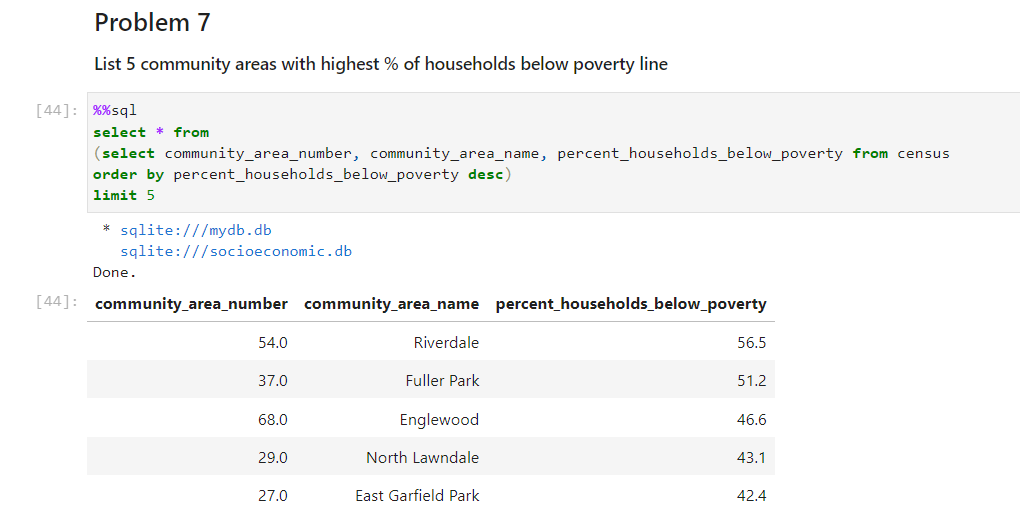 Problem 7
List 5 community areas with highest % of households below poverty line
[44]: %%sql
select * from
(select community_area_number, community_area_name, percent_households_below_poverty from census
order by percent_households_below_poverty desc)
limit 5
* sqlite:///mydb.db
sqlite:///socioeconomic.db
Done.
[44]: community_area_number community_area_name percent_households_below_poverty
54.0 Riverdale 56.5
37.0 Fuller Park 51.2
68.0 Englewood 46.6
29.0 North Lawndale 43.1
27.0 East Garfield Park 42.4